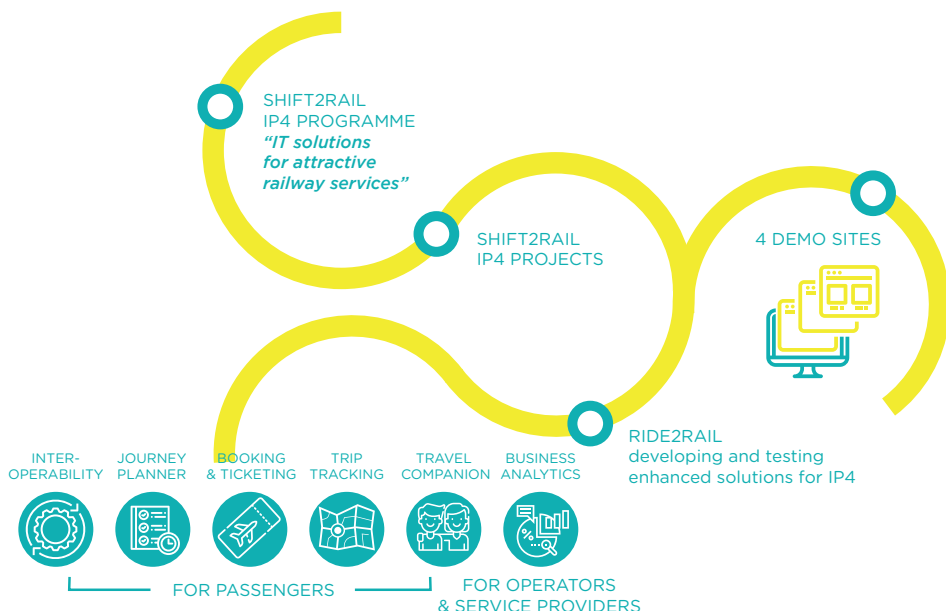 SHIFT2RAIL
IP4 PROGRAMME
“IT solutions
for attractive
railway services”
SHIFT2RAIL
IP4 PROJECTS
4 DEMO SITES
RIDE2RAIL
developing and testing
enhanced solutions for IP4
INTER-
OPERABILITY
JOURNEY
PLANNER
BOOKING
& TICKETING
TRIP
TRACKING
TRAVEL
COMPANION
BUSINESS
ANALYTICS
FOR PASSENGERS
FOR OPERATORS
& SERVICE PROVIDERS